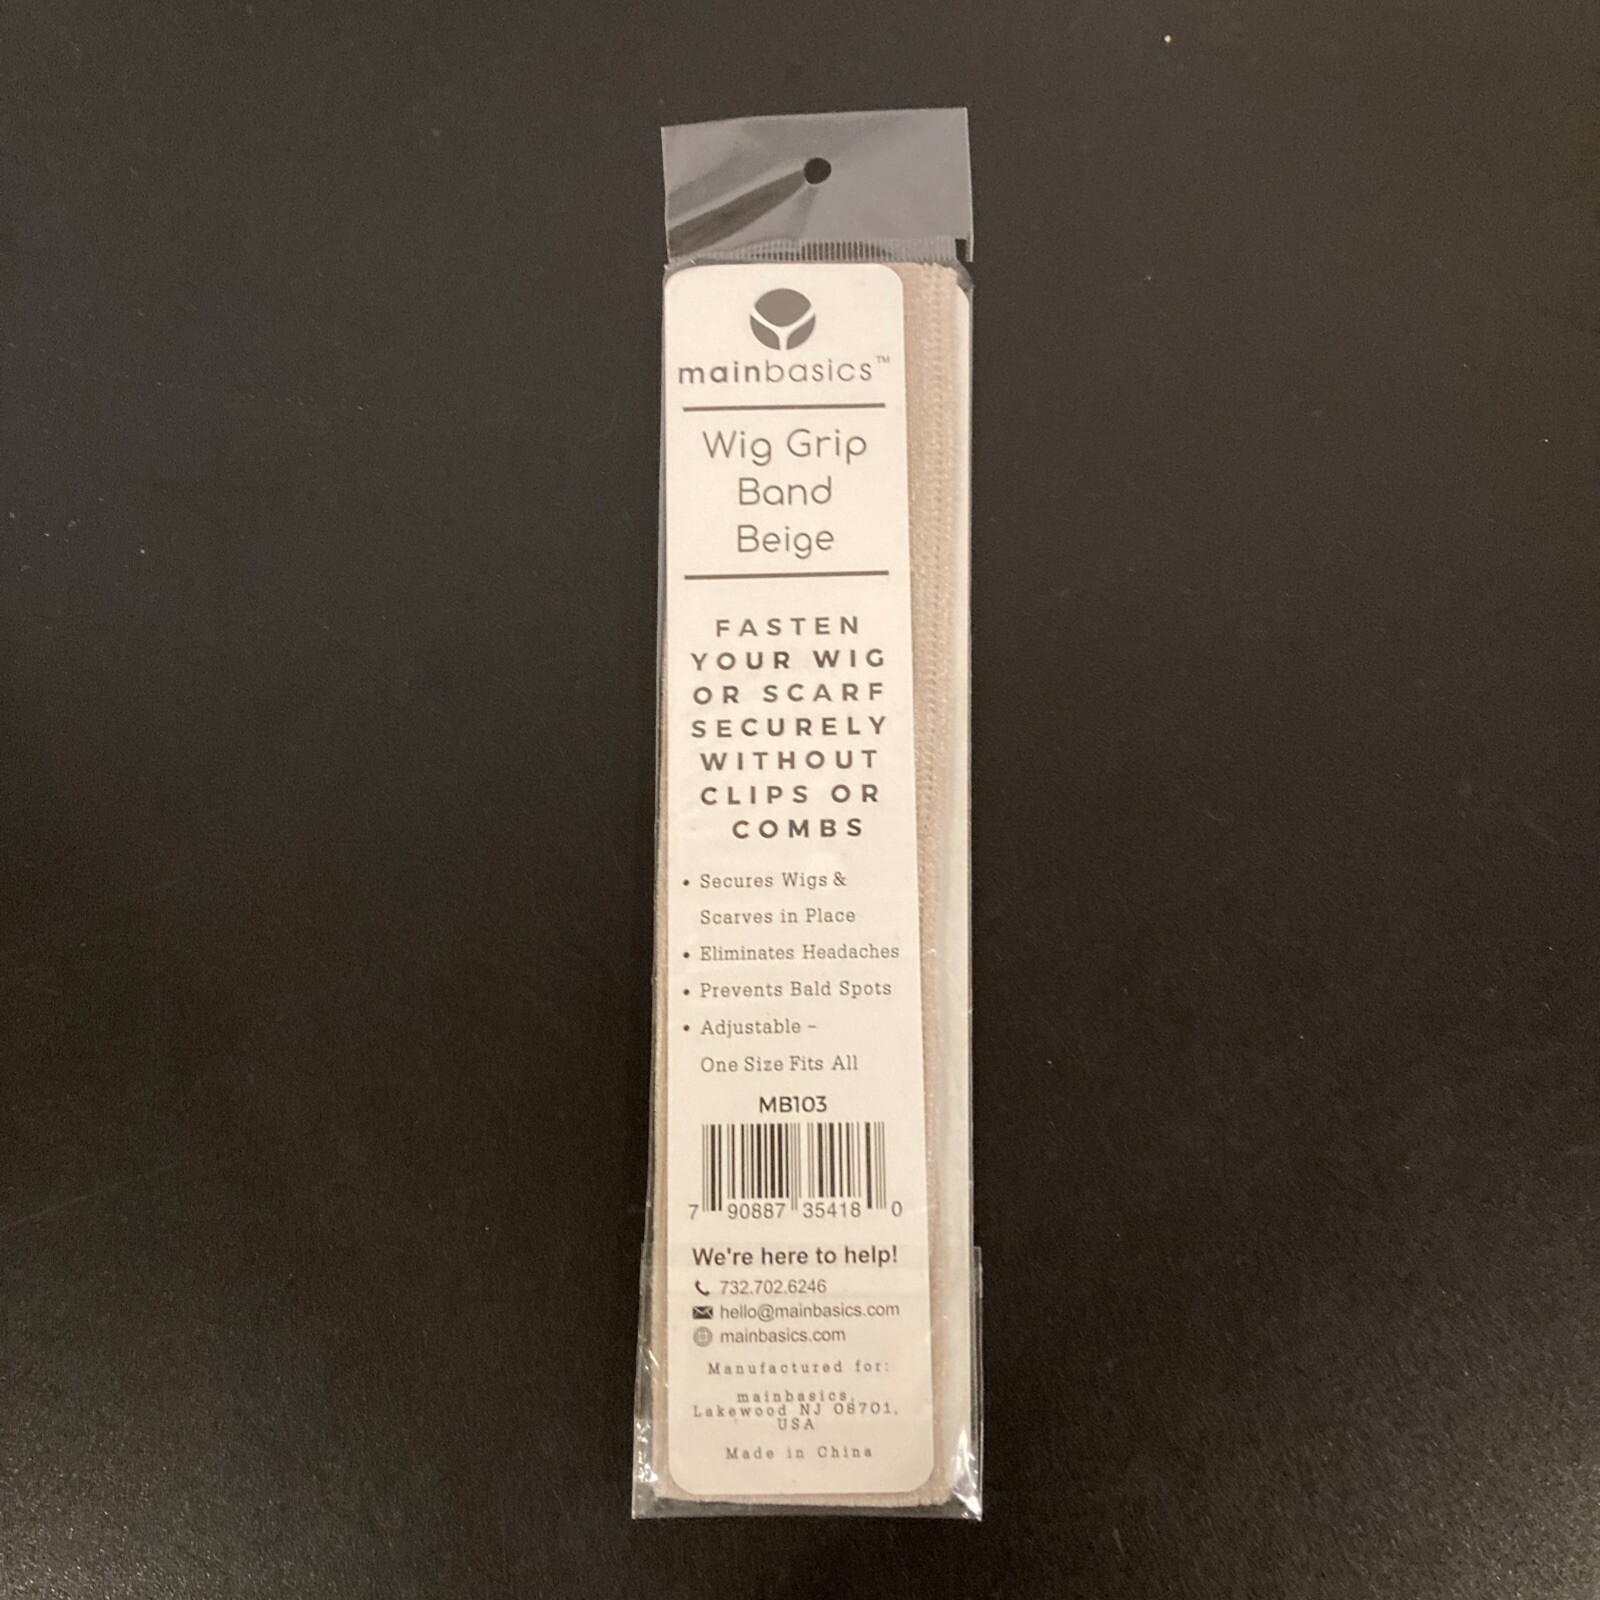 mainbasics™
Wig Grip
Band
Beige
FASTEN
YOUR WIG
OR SCARF
SECURELY
WITHOUT
CLIPS OR
COMBS
• Secures Wigs &
Scarves in Place
• Eliminates Headaches
• Prevents Bald Spots
• Adjustable –
One Size Fits All
MB103
7 90887 35418 0
We're here to help!
732.702.6246
hello@mainbasics.com
mainbasics.com
Manufactured for:
mainbasics,
Lakewood NJ 08701,
USA
Made in China